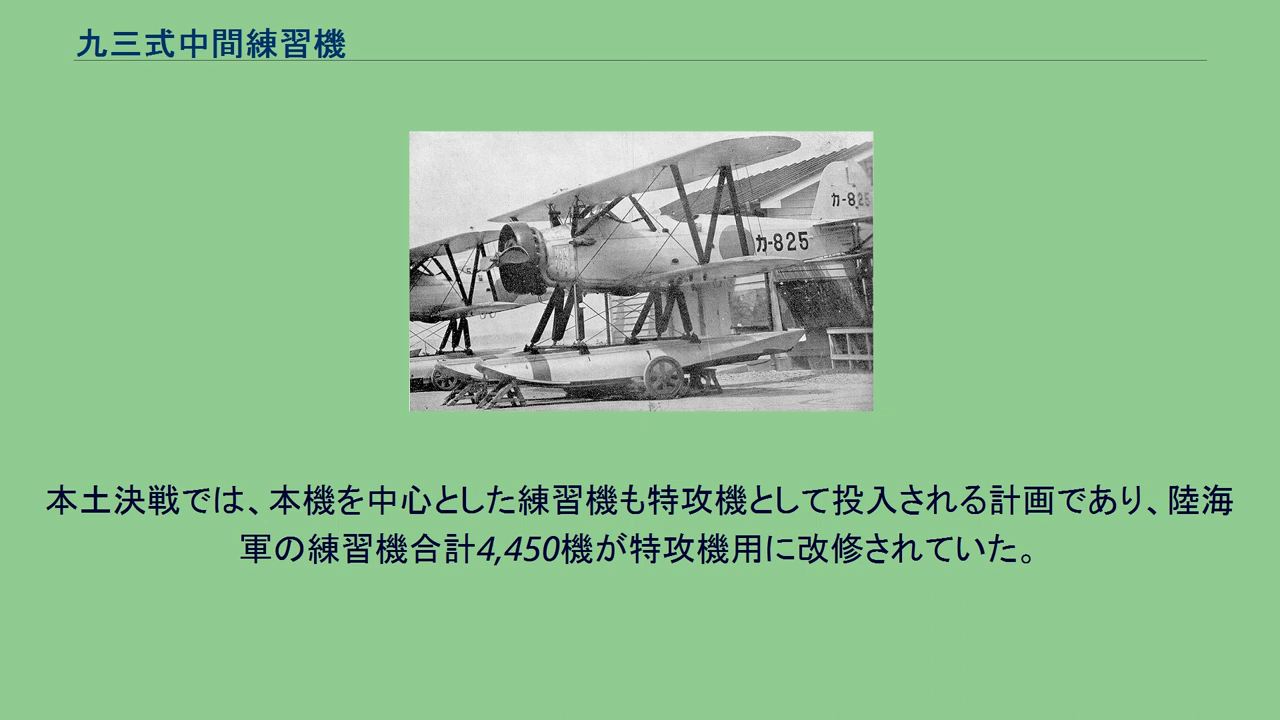 九三式中間練習機
カ-825
カ-825
本土決戦では、本機を中心とした練習機も特攻機として投入される計画であり、陸海
軍の練習機合計4,450機が特攻機用に改修されていた。